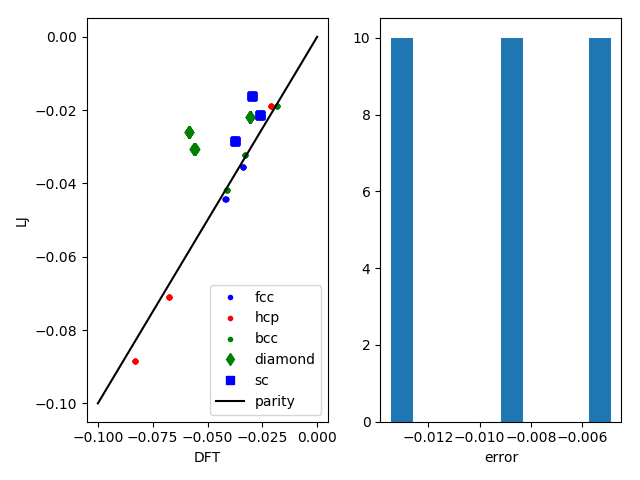 0.00
−0.02
−0.04
−0.06
−0.08
−0.10
LJ
fcc
hcp
bcc
diamond
sc
parity
−0.100 −0.075 −0.050 −0.025 0.000
DFT
10
8
6
4
2
0
−0.012 −0.010 −0.008 −0.006
error